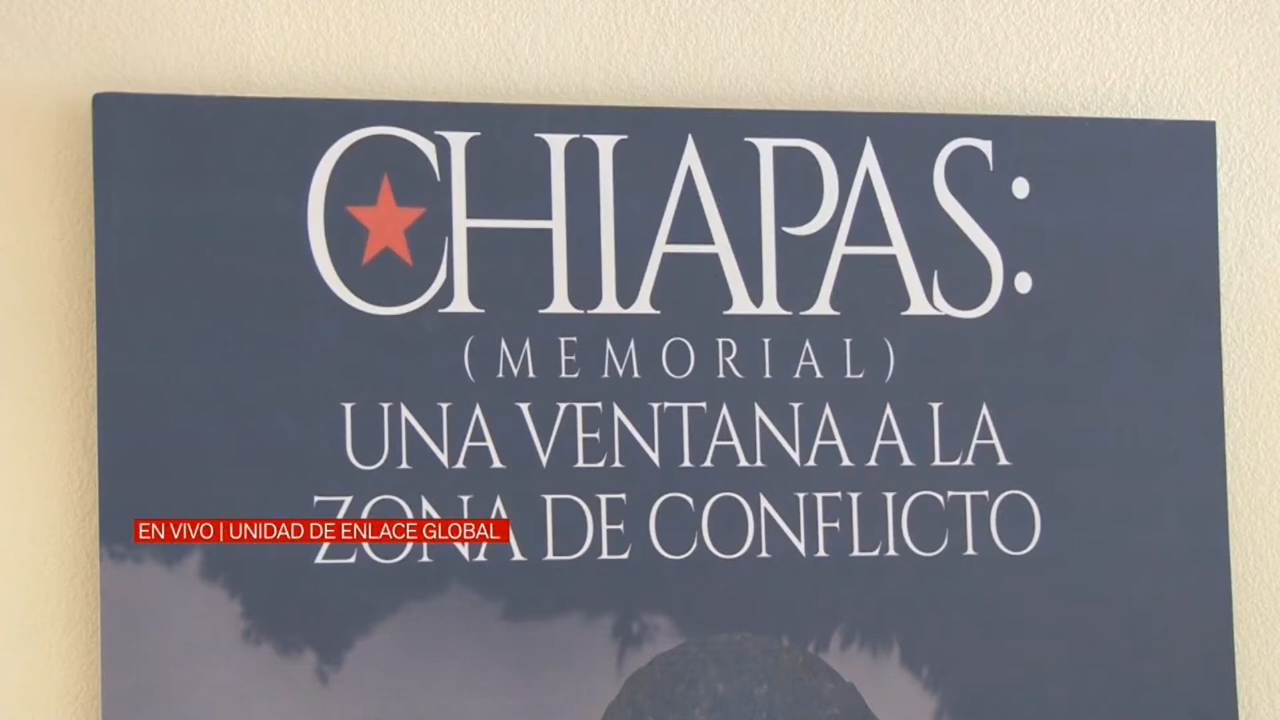 CHIAPAS:
(MEMORIAL)
UNA VENTANA A LA
ZONA DE CONFLICTO
EN VIVO | UNIDAD DE ENLACE GLOBAL